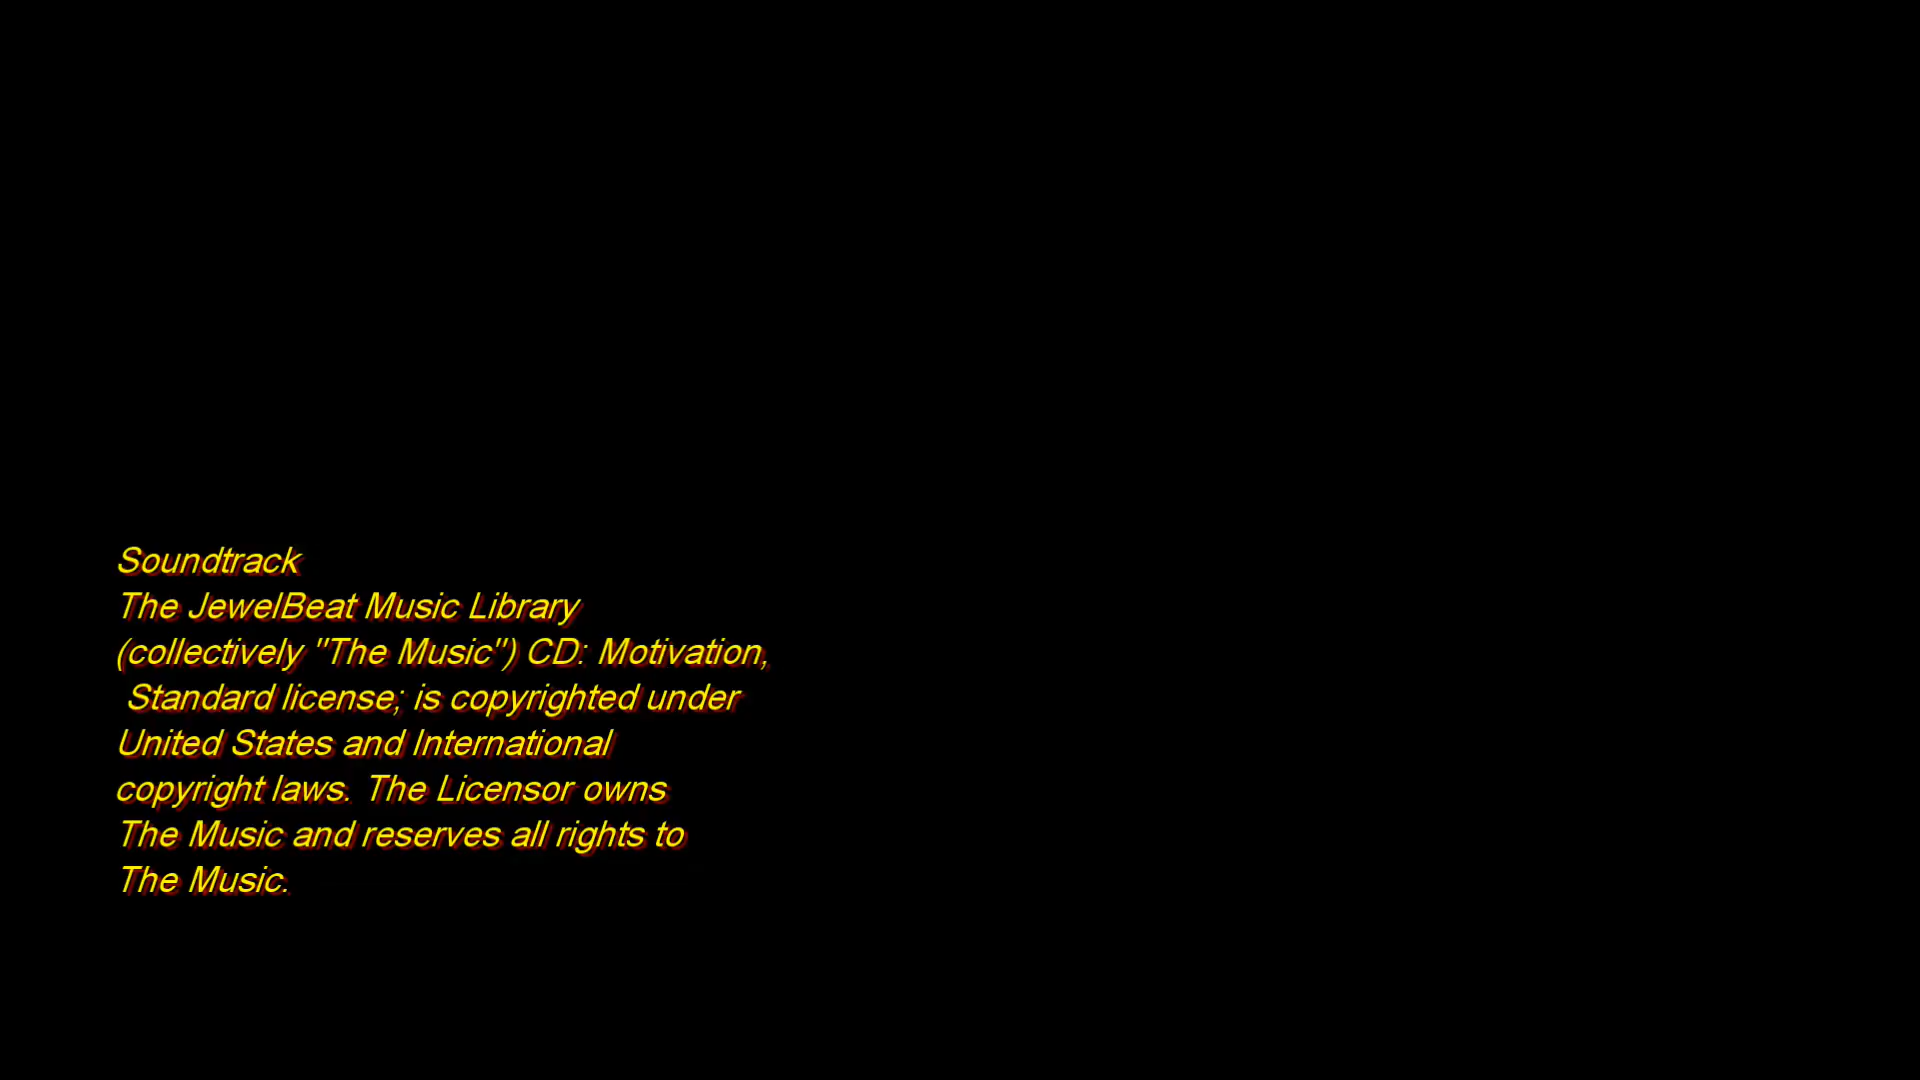 Soundtrack
The JewelBeat Music Library
(collectively "The Music") CD: Motivation,
Standard license; is copyrighted under
United States and International
copyright laws. The Licensor owns
The Music and reserves all rights to
The Music.